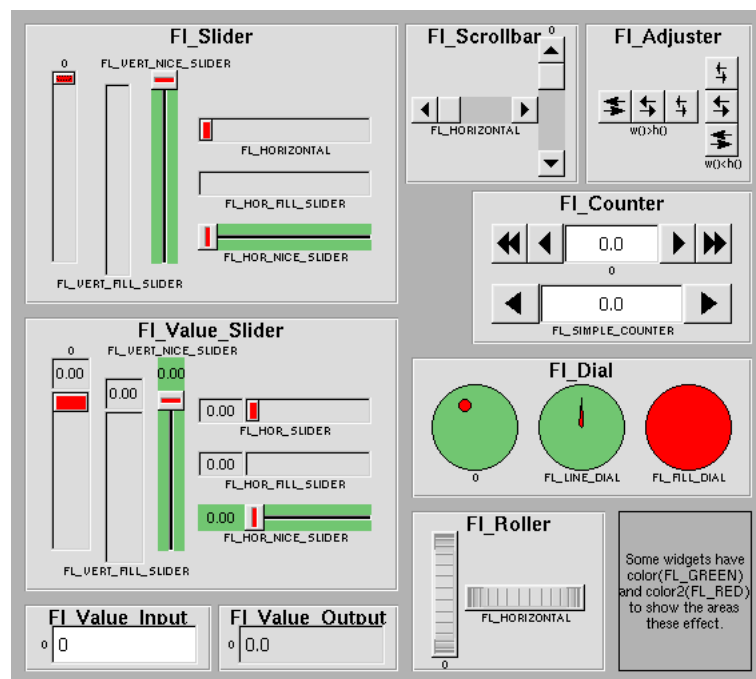 Fl_Slider
0
FL_VERT_NICE_SLIDER
FL_HORIZONTAL
FL_HOR_FILL_SLIDER
FL_HOR_NICE_SLIDER
FL_VERT_FILL_SLIDER
Fl_Scrollbar
0
FL_HORIZONTAL
Fl_Adjuster
w()>h()
w()<h()
Fl_Counter
0.0
0
0.0
FL_SIMPLE_COUNTER
Fl_Value_Slider
0
FL_VERT_NICE_SLIDER
0.00
0.00
0.00
0.00
FL_HOR_SLIDER
0.00
FL_HOR_FILL_SLIDER
0.00
FL_HOR_NICE_SLIDER
FL_VERT_FILL_SLIDER
Fl_Dial
0
FL_LINE_DIAL
FL_FILL_DIAL
Fl_Roller
0
FL_HORIZONTAL
Some widgets have
color(FL_GREEN)
and color2(FL_RED)
to show the areas
these effect.
Fl_Value_Input
0 0
Fl_Value_Output
0 0.0